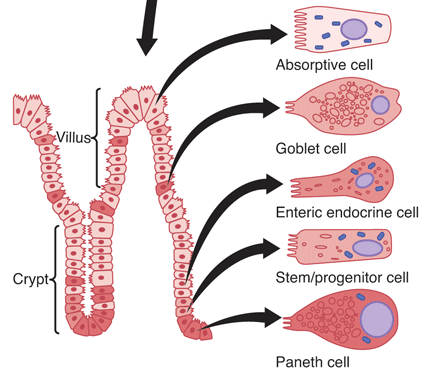 Absorptive cell
Villus
Goblet cell
Enteric endocrine cell
Crypt
Stem/progenitor cell
Paneth cell